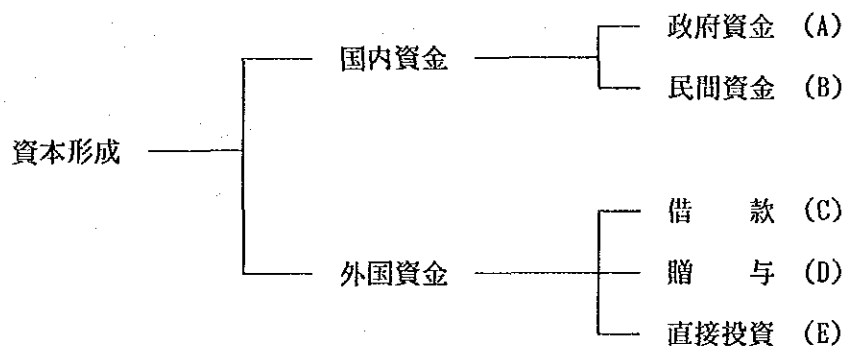 政府資金 (A)
国内資金
民間資金 (B)
資本形成
借款 (C)
外国資金
贈与 (D)
直接投資 (E)